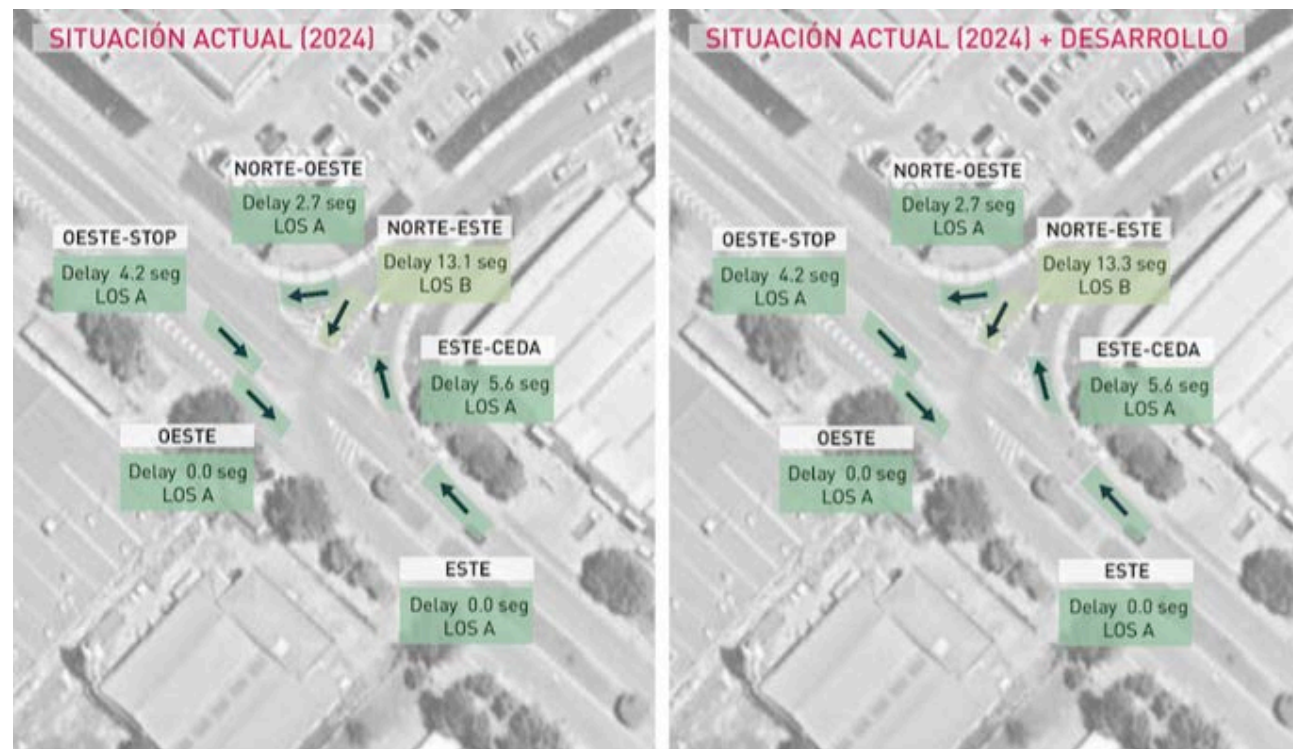 SITUACIÓN ACTUAL (2024)
NORTE-OESTE
Delay 2.7 seg
LOS A
NORTE-ESTE
Delay 13.1 seg
LOS B
OESTE-STOP
Delay 4.2 seg
LOS A
ESTE-CEDA
Delay 5.6 seg
LOS A
OESTE
Delay 0.0 seg
LOS A
ESTE
Delay 0.0 seg
LOS A
SITUACIÓN ACTUAL (2024) + DESARROLLO
NORTE-OESTE
Delay 2.7 seg
LOS A
NORTE-ESTE
Delay 13.3 seg
LOS B
OESTE-STOP
Delay 4.2 seg
LOS A
ESTE-CEDA
Delay 5.6 seg
LOS A
OESTE
Delay 0.0 seg
LOS A
ESTE
Delay 0.0 seg
LOS A